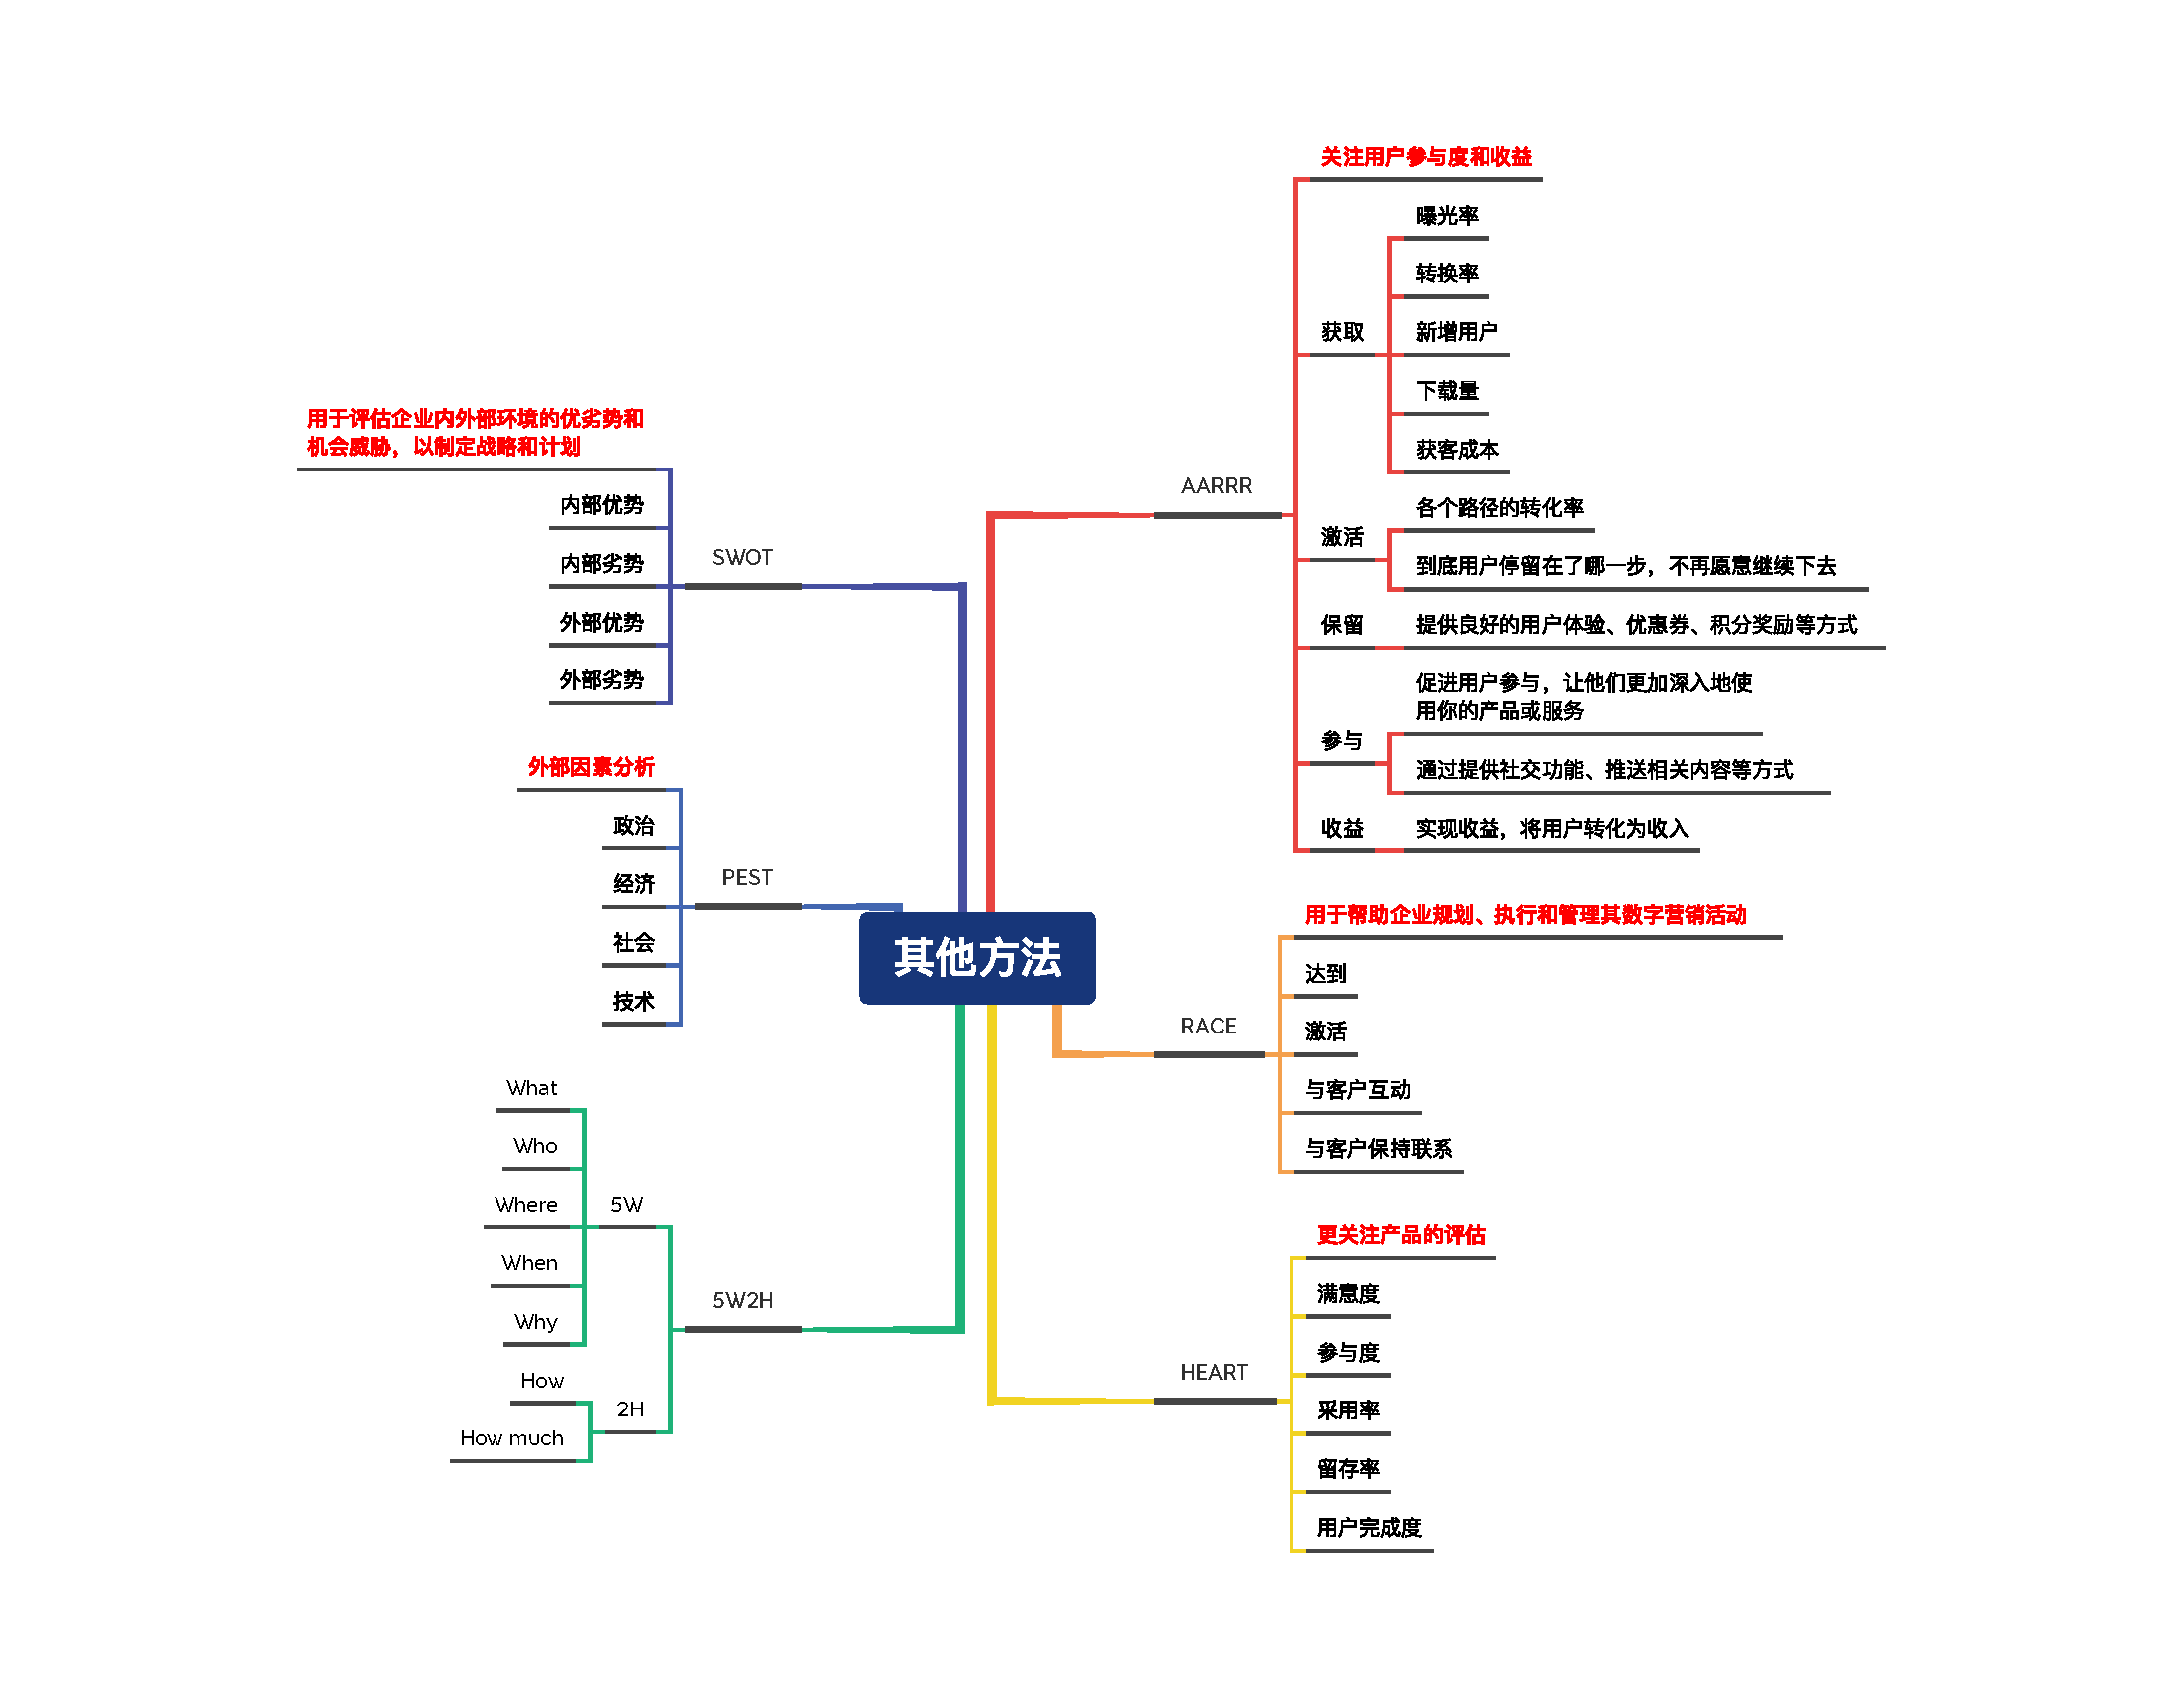 其他方法
AARRR
关注用户参与度和收益
获取
曝光率
转换率
新增用户
下载量
获客成本
激活
各个路径的转化率
到底用户停留在了哪一步，不再愿意继续下去
保留
提供良好的用户体验、优惠券、积分奖励等方式
参与
促进用户参与，让他们更加深入地使
用你的产品或服务
通过提供社交功能、推送相关内容等方式
收益
实现收益，将用户转化为收入
RACE
用于帮助企业规划、执行和管理其数字营销活动
达到
激活
与客户互动
与客户保持联系
HEART
更关注产品的评估
满意度
参与度
采用率
留存率
用户完成度
SWOT
用于评估企业内外部环境的优劣势和
机会威胁，以制定战略和计划
内部优势
内部劣势
外部优势
外部劣势
PEST
外部因素分析
政治
经济
社会
技术
5W2H
5W
What
Who
Where
When
Why
2H
How
How much